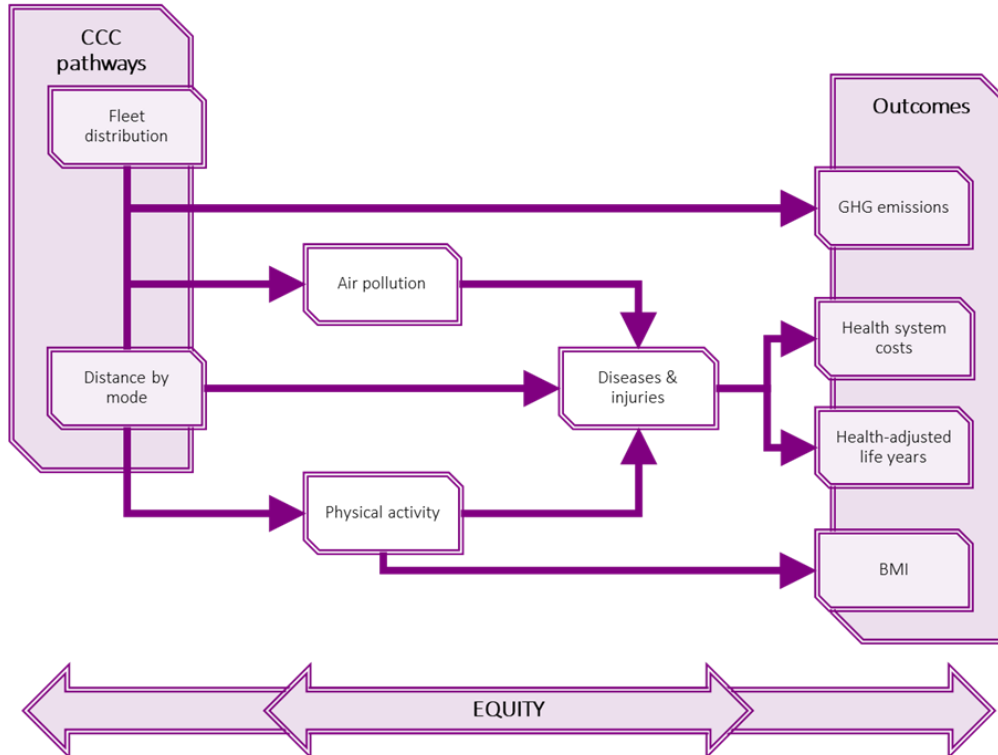 CCC
pathways
Fleet
distribution
Outcomes
GHG emissions
Air pollution
Health system
costs
Distance by
mode
Diseases &
injuries
Health-adjusted
life years
Physical activity
BMI
EQUITY